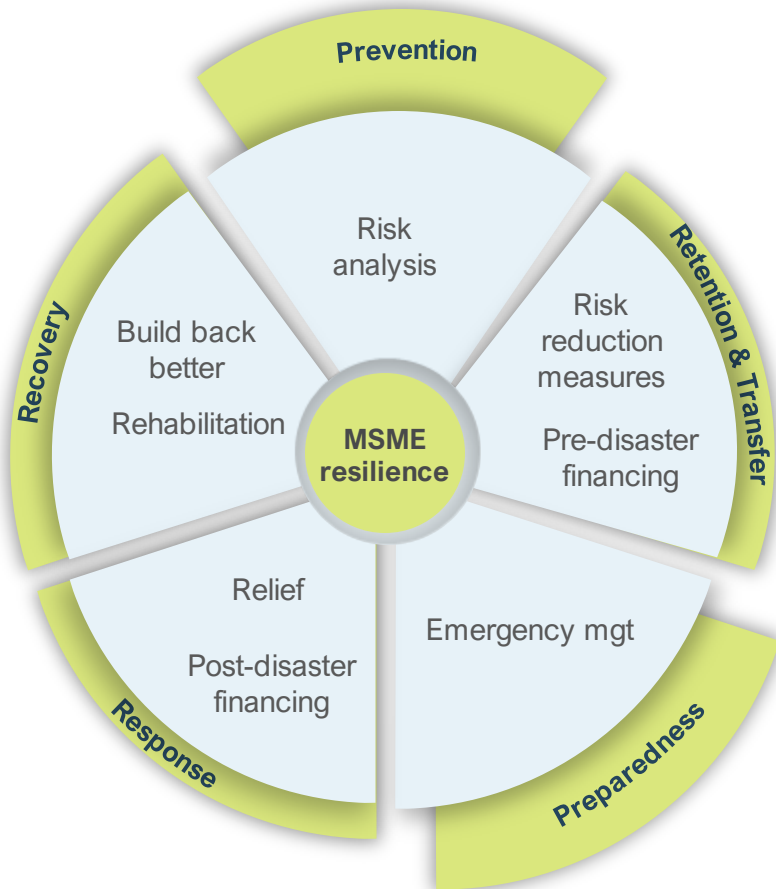 Prevention
Risk
analysis
Retention & Transfer
Risk
reduction
measures
Pre-disaster
financing
Preparedness
Emergency mgt
Response
Relief
Post-disaster
financing
Recovery
Build back
better
Rehabilitation
MSME
resilience